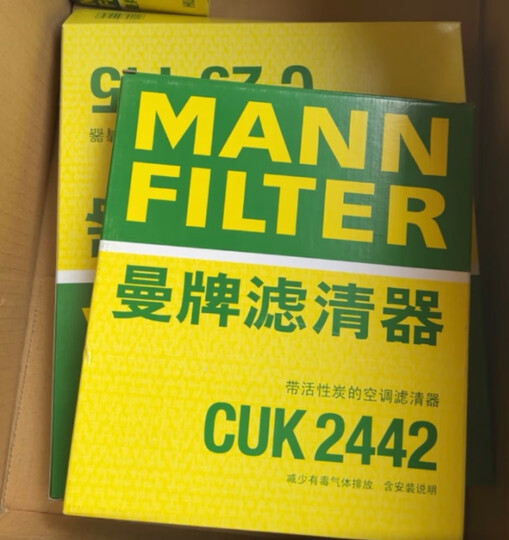 MANN
FILTER
曼牌滤清器
带活性炭的空调滤清器
CUK 2442
减少有毒气体排放 含安装说明